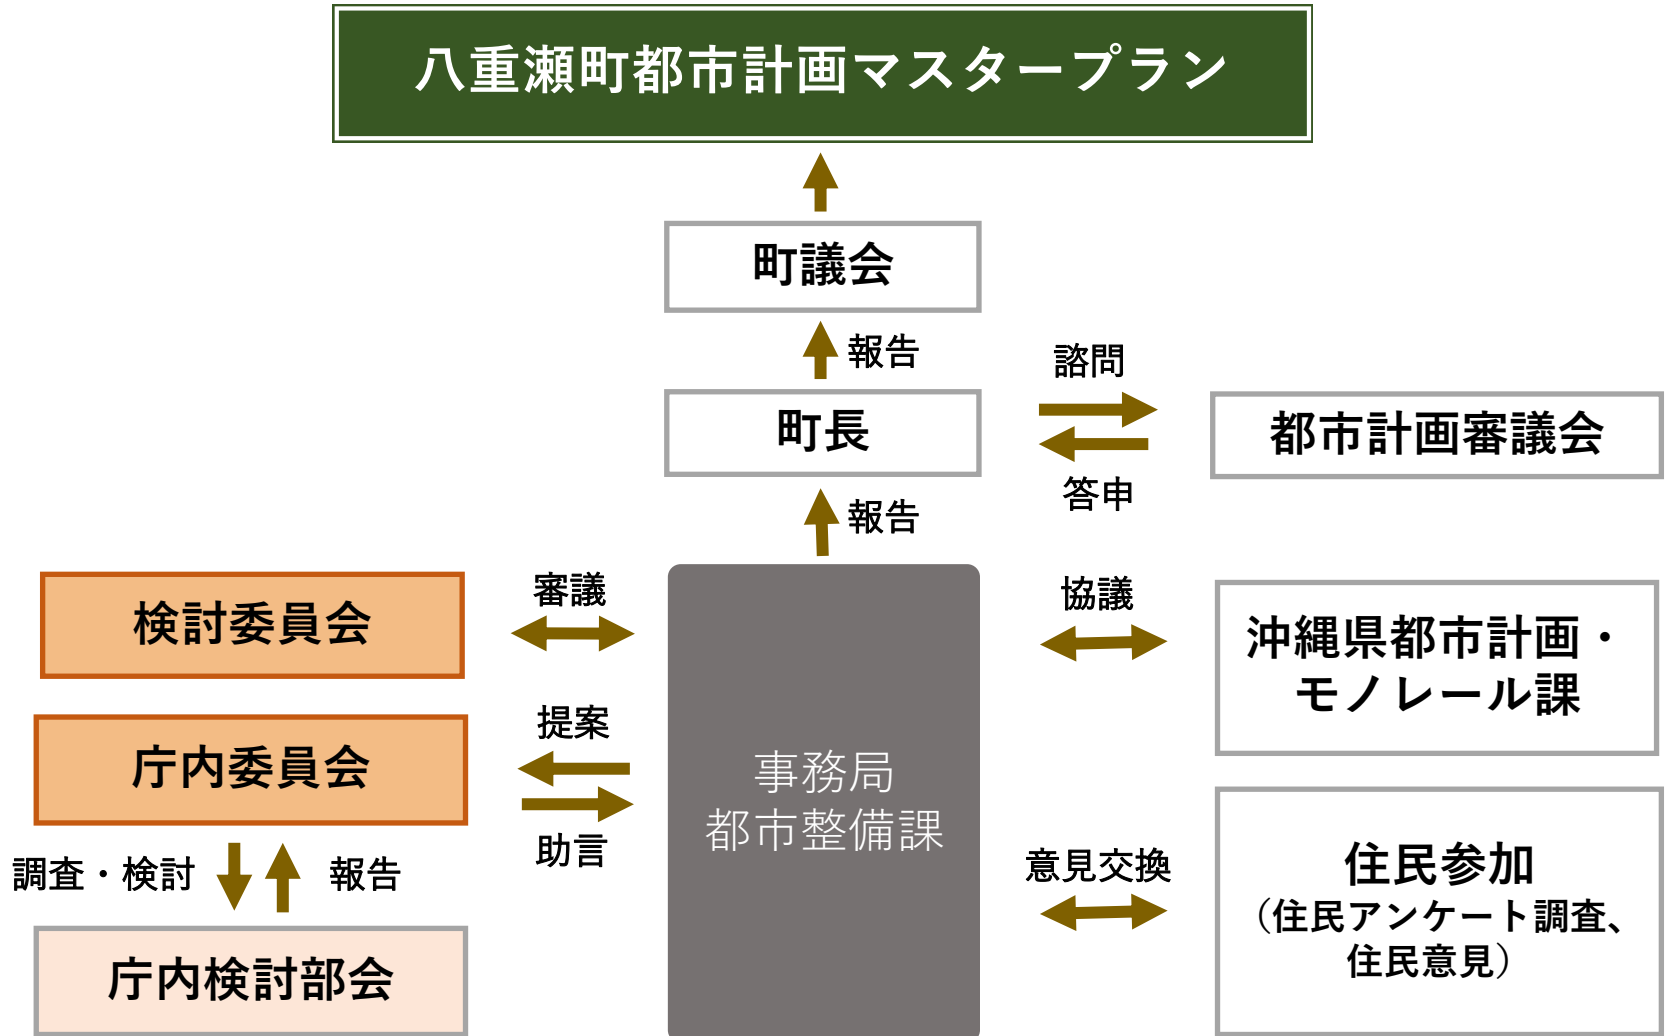 八重瀬町都市計画マスタープラン
町議会
報告
町長
諮問
答申
都市計画審議会
報告
検討委員会
審議
協議
沖縄県都市計画・
モノレール課
庁内委員会
提案
助言
事務局
都市整備課
意見交換
住民参加
（住民アンケート調査、
住民意見）
調査・検討
報告
庁内検討部会